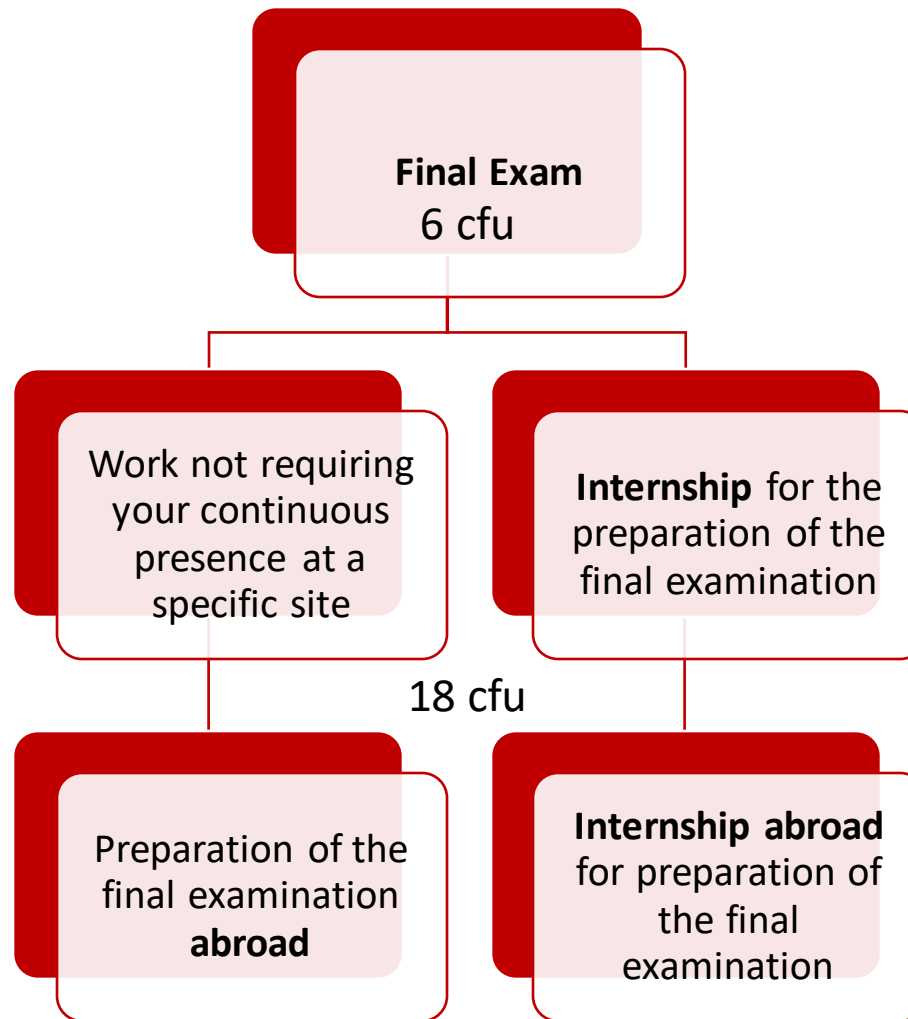 Final Exam
6 cfu
Work not requiring
your continuous
presence at a
specific site
Internship for the
preparation of the
final examination
18 cfu
Preparation of the
final examination
abroad
Internship abroad
for preparation of
the final
examination